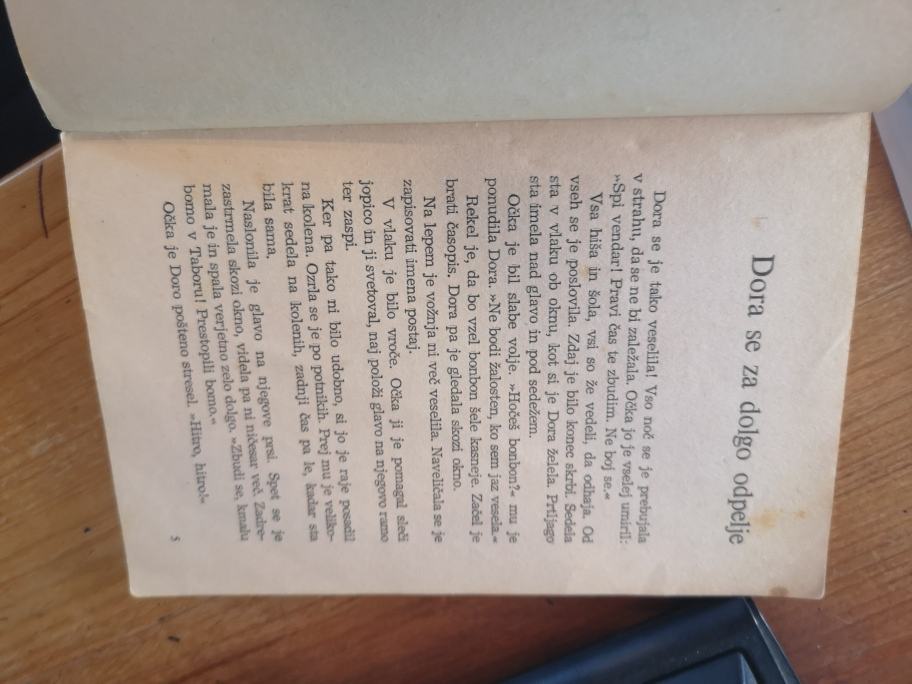 Dora se za dolgo odpelje
Dora se je tako veselila! Vso noč se je prebujala
v strahu, da se ne bi zaležala. Očka jo je vselej umiril:
»Spi vendar! Pravi čas te zbudim. Ne boj se.«
Vsa hiša in šola, vsi so že vedeli, da odhaja. Od
vseh se je poslovila. Zdaj je bilo konec skrbi. Sedela
sta v vlaku ob oknu, kot si je Dora želela. Prtljago
sta imela nad glavo in pod sedežem.
Očka je bil slabe volje. »Hočeš bonbon?« mu je
ponudila Dora. »Ne bodi žalosten, ko sem jaz vesela.«
Rekel je, da bo vzel bonbon šele kasneje. Začel je
brati časopis. Dora pa je gledala skozi okno.
Na lepem je vožnja ni več veselila. Naveličala se je
zapisovati imena postaj.
V vlaku je bilo vroče. Očka ji je pomagal sleči
jopico in ji svetoval, naj položi glavo na njegovo ramo
ter zaspi.
Ker pa tako ni bilo udobno, si jo je raje posadil
na kolena. Ozrla se je po potnikih. Prej mu je veliko-
krat sedela na kolenih, zadnji čas pa le, kadar sta
bila sama.
Naslonila je glavo na njegove prsi. Spet se je
zastrmela skozi okno, videla pa ni ničesar več. Zadre-
mala je in spala verjetno zelo dolgo. »Zbudi se, kmalu
bomo v Taboru! Prestopili bomo.«
Očka je Doro pošteno stresel. »Hitro, hitro!«
5